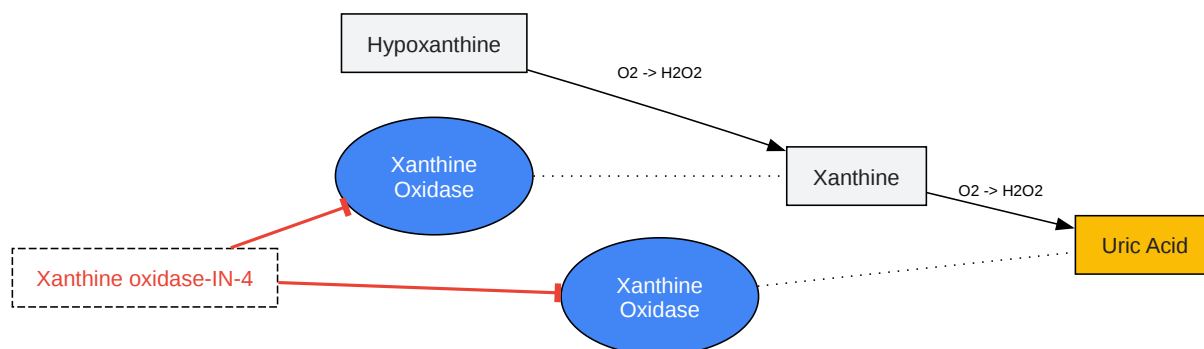 Hypoxanthine
O2 -> H2O2
Xanthine
Oxidase
Xanthine
O2 -> H2O2
Uric Acid
Xanthine oxidase-IN-4
Xanthine
Oxidase